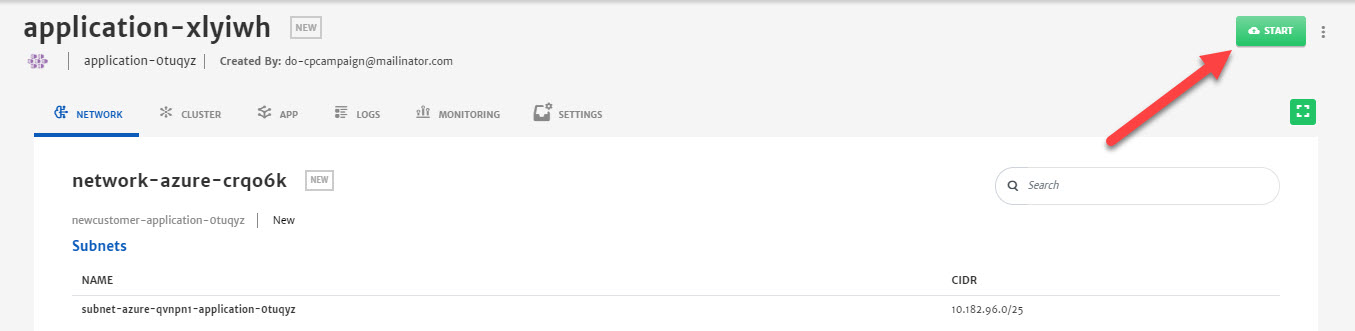 application-xlyiwh NEW START
application-0tuqyz Created By: do-cpcampaign@mailinator.com
NETWORK CLUSTER APP LOGS MONITORING SETTINGS
network-azure-crqo6k NEW Search
newcustomer-application-0tuqyz New
Subnets
NAME CIDR
subnet-azure-qvnpn1-application-0tuqyz 10.182.96.0/25